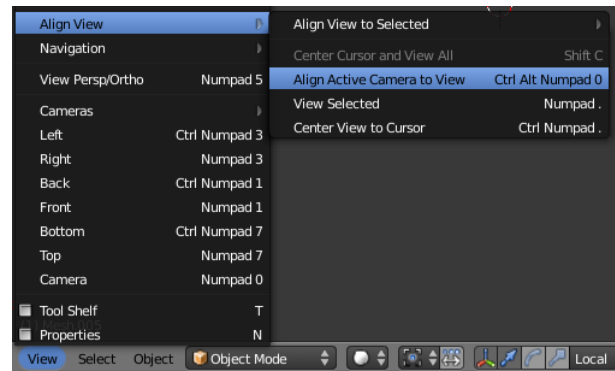 Align View
Navigation
View Persp/Ortho Numpad 5
Cameras
Left Ctrl Numpad 3
Right Numpad 3
Back Ctrl Numpad 1
Front Numpad 1
Bottom Ctrl Numpad 7
Top Numpad 7
Camera Numpad 0
Tool Shelf T
Properties N
Align View to Selected
Center Cursor and View All Shift C
Align Active Camera to View Ctrl Alt Numpad 0
View Selected Numpad .
Center View to Cursor Ctrl Numpad .
View Select Object Object Mode Local